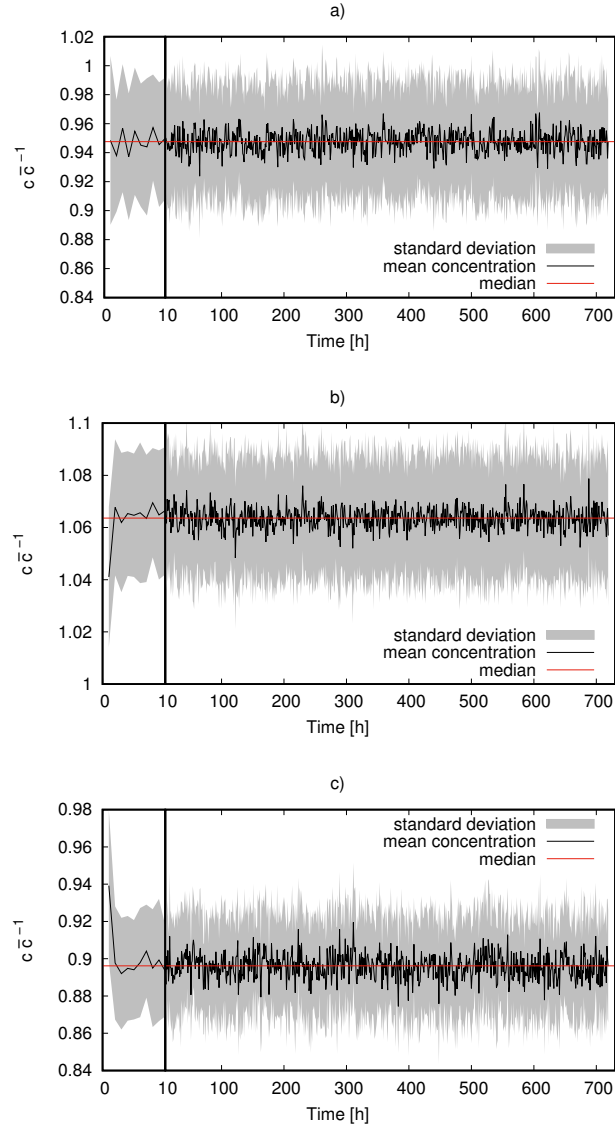 a)
1.02
1
0.98
0.96
0.94
0.92
0.9
0.88
0.86
0.84
c c̄⁻¹
standard deviation
mean concentration
median
0 10 100 200 300 400 500 600 700
Time [h]
b)
1.1
1.08
1.06
1.04
1.02
1
c c̄⁻¹
standard deviation
mean concentration
median
0 10 100 200 300 400 500 600 700
Time [h]
c)
0.98
0.96
0.94
0.92
0.9
0.88
0.86
0.84
c c̄⁻¹
standard deviation
mean concentration
median
0 10 100 200 300 400 500 600 700
Time [h]